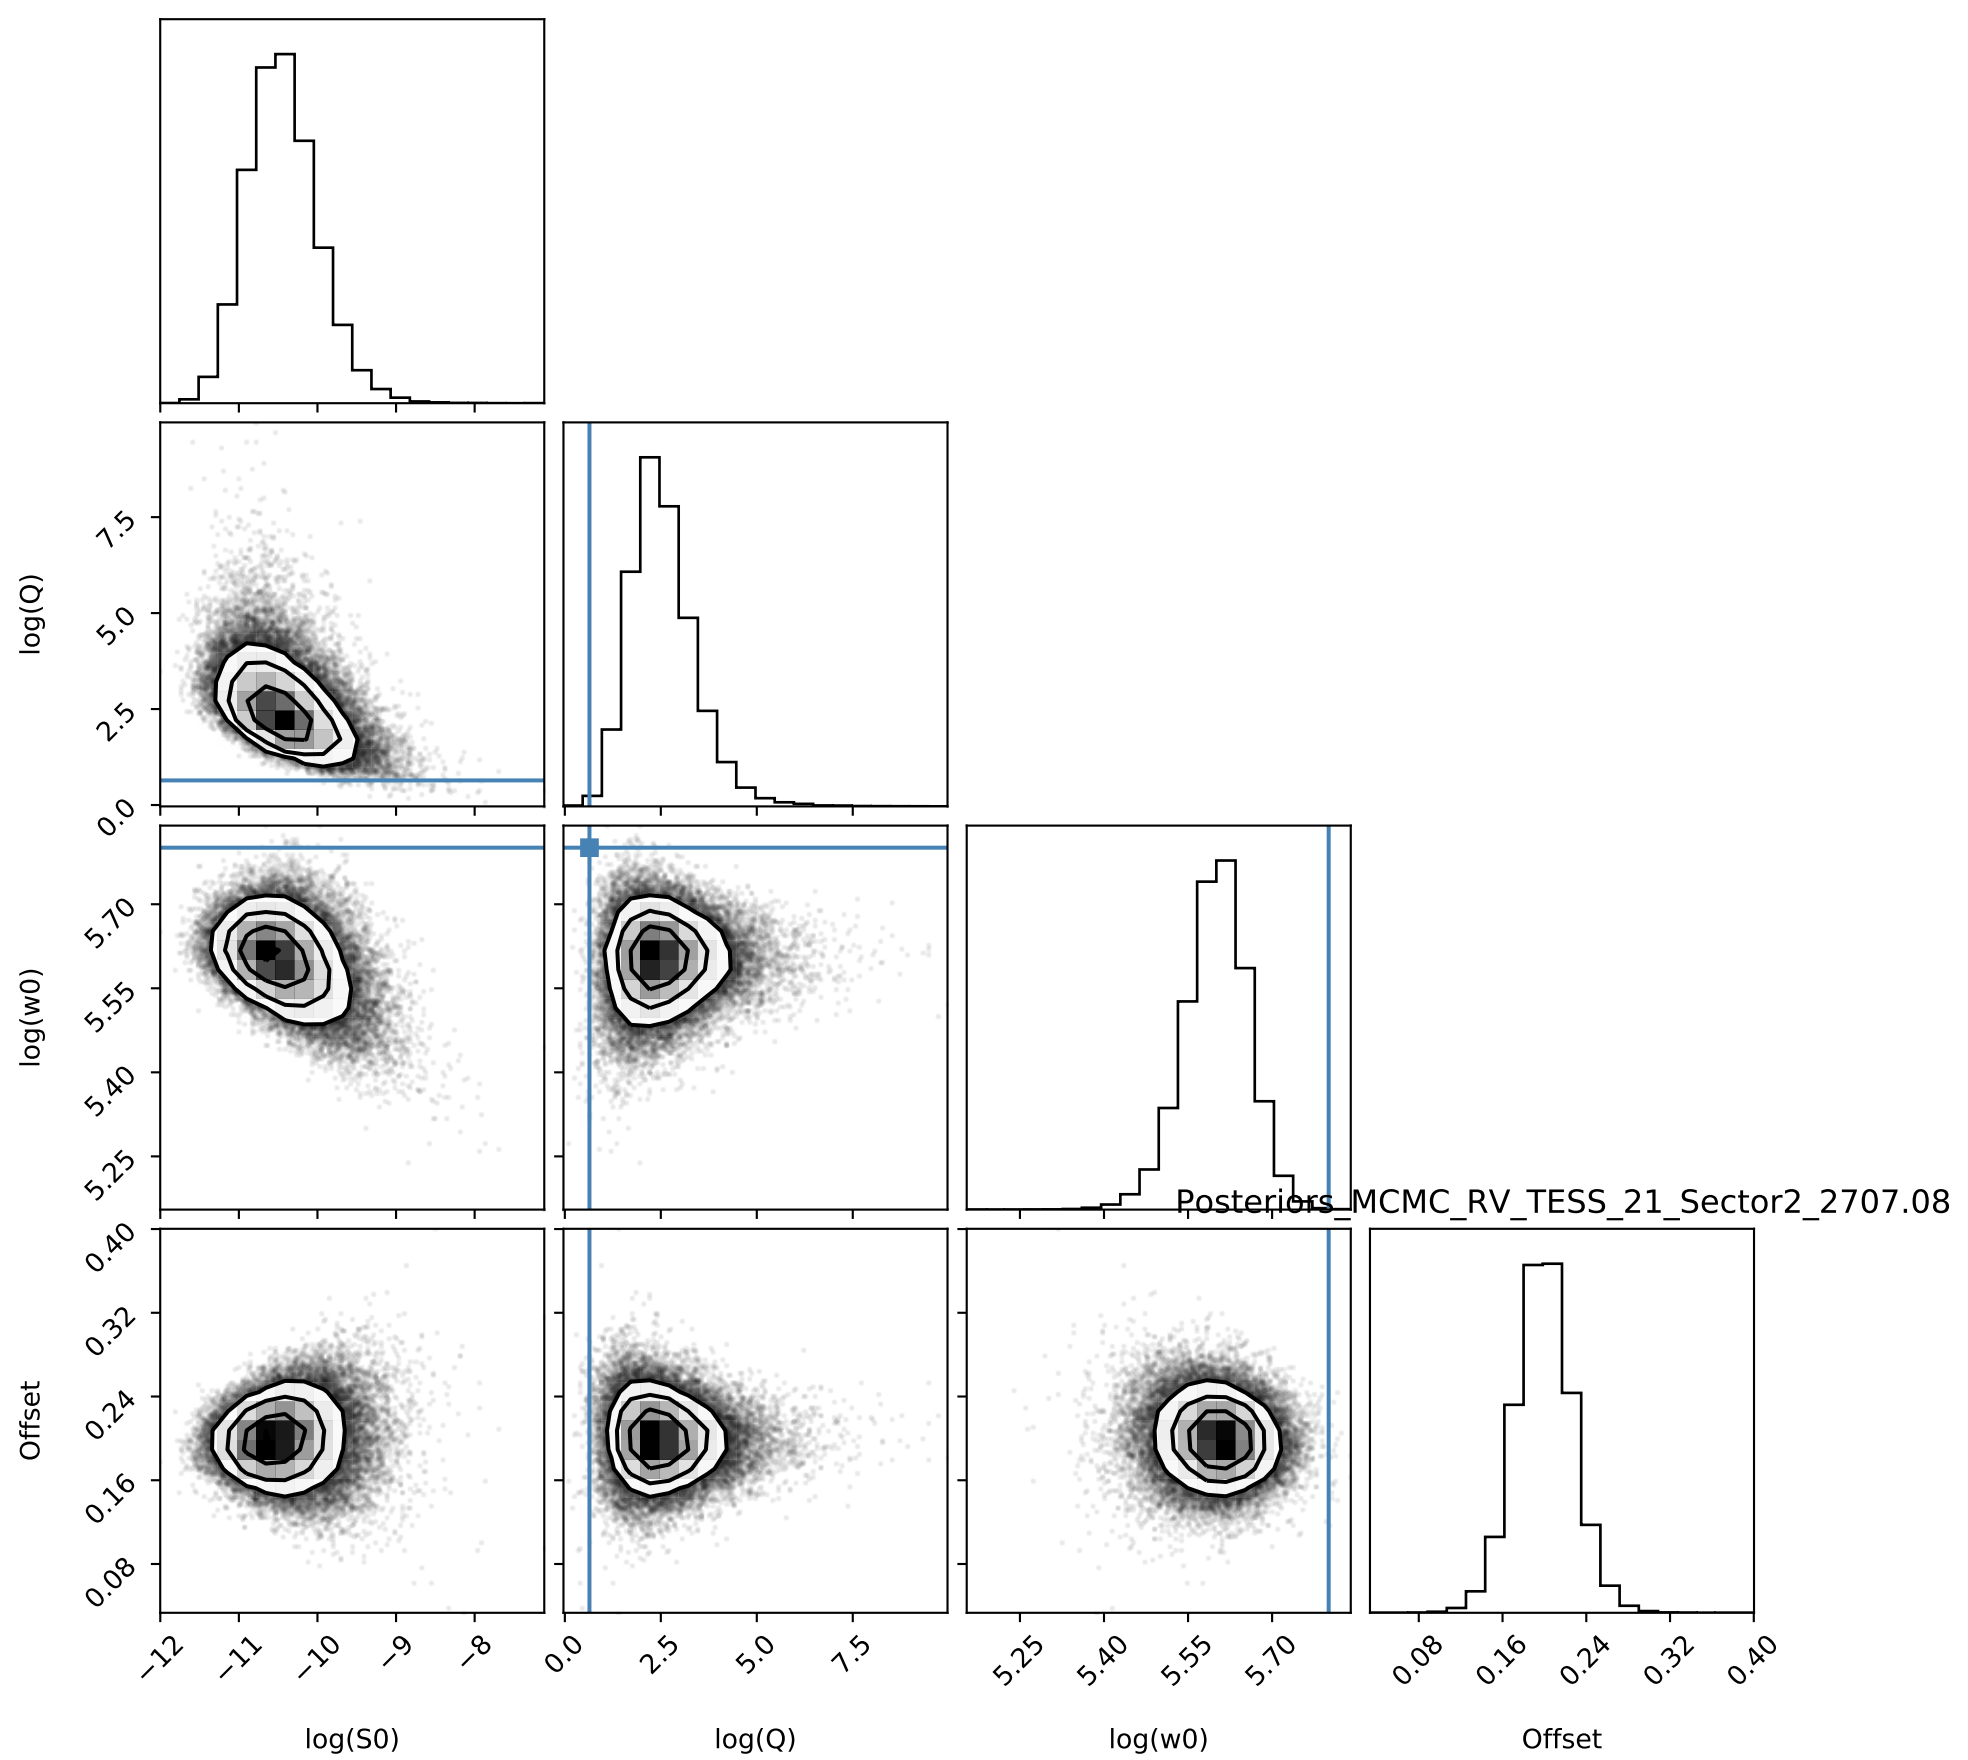 log(Q)
7.5
5.0
2.5
0.0
log(w0)
5.70
5.55
5.40
5.25
Posteriors_MCMC_RV_TESS_21_Sector2_2707.08
Offset
0.40
0.32
0.24
0.16
0.08
−12 −11 −10 −9 −8 0.0 2.5 5.0 7.5 5.25 5.40 5.55 5.70 0.08 0.16 0.24 0.32 0.40
log(S0) log(Q) log(w0) Offset